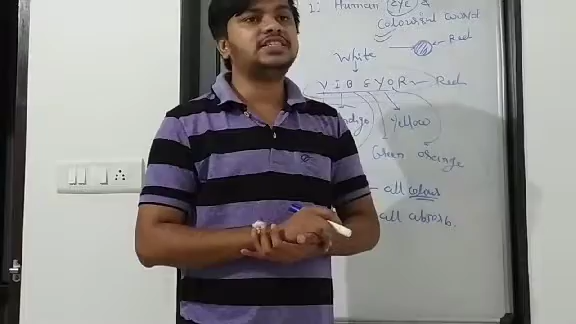 Human Eye &
Colourful world
Red
White
V I B G Y O R — Red
Indigo Yellow
Green orange
— all colour
all absorb.